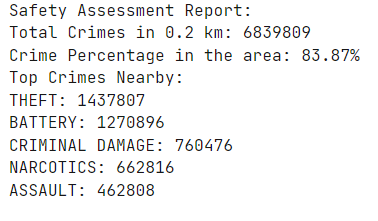 Safety Assessment Report:
Total Crimes in 0.2 km: 6839809
Crime Percentage in the area: 83.87%
Top Crimes Nearby:
THEFT: 1437807
BATTERY: 1270896
CRIMINAL DAMAGE: 760476
NARCOTICS: 662816
ASSAULT: 462808